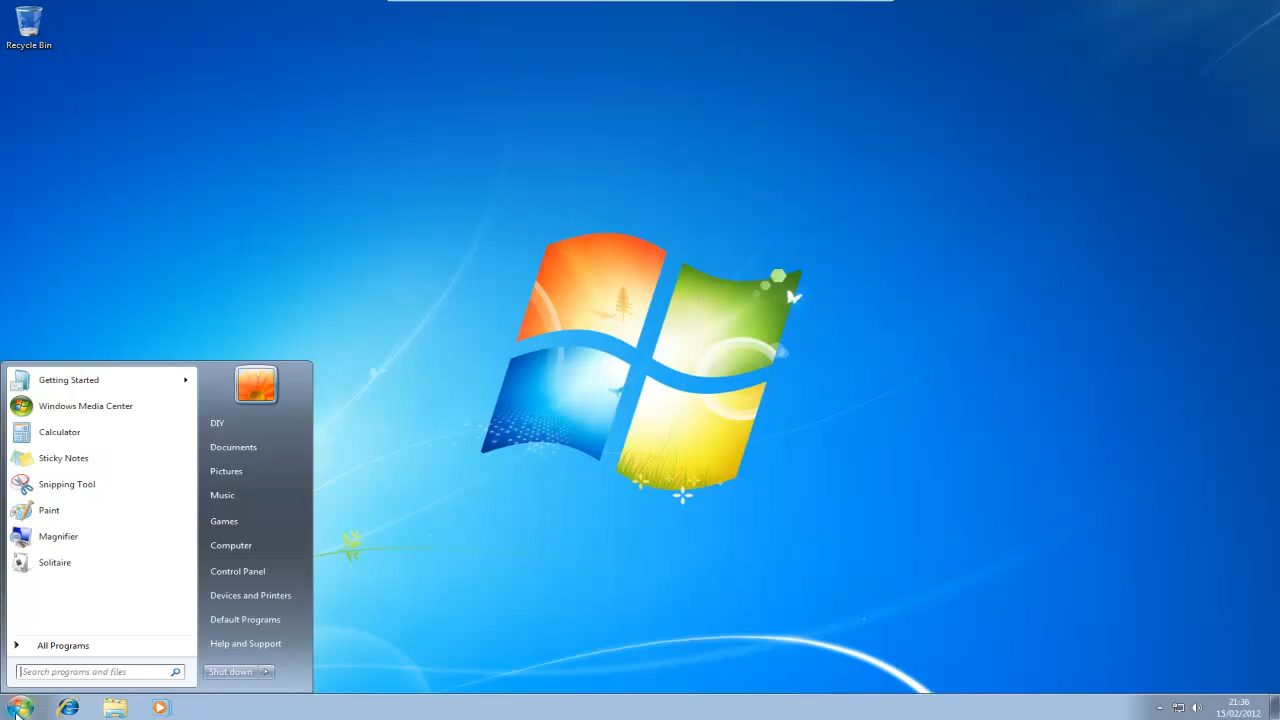 Recycle Bin
Getting Started
Windows Media Center
Calculator
Sticky Notes
Snipping Tool
Paint
Magnifier
Solitaire
All Programs
Search programs and files
DIY
Documents
Pictures
Music
Games
Computer
Control Panel
Devices and Printers
Default Programs
Help and Support
Shut down
21:36
15/02/2012